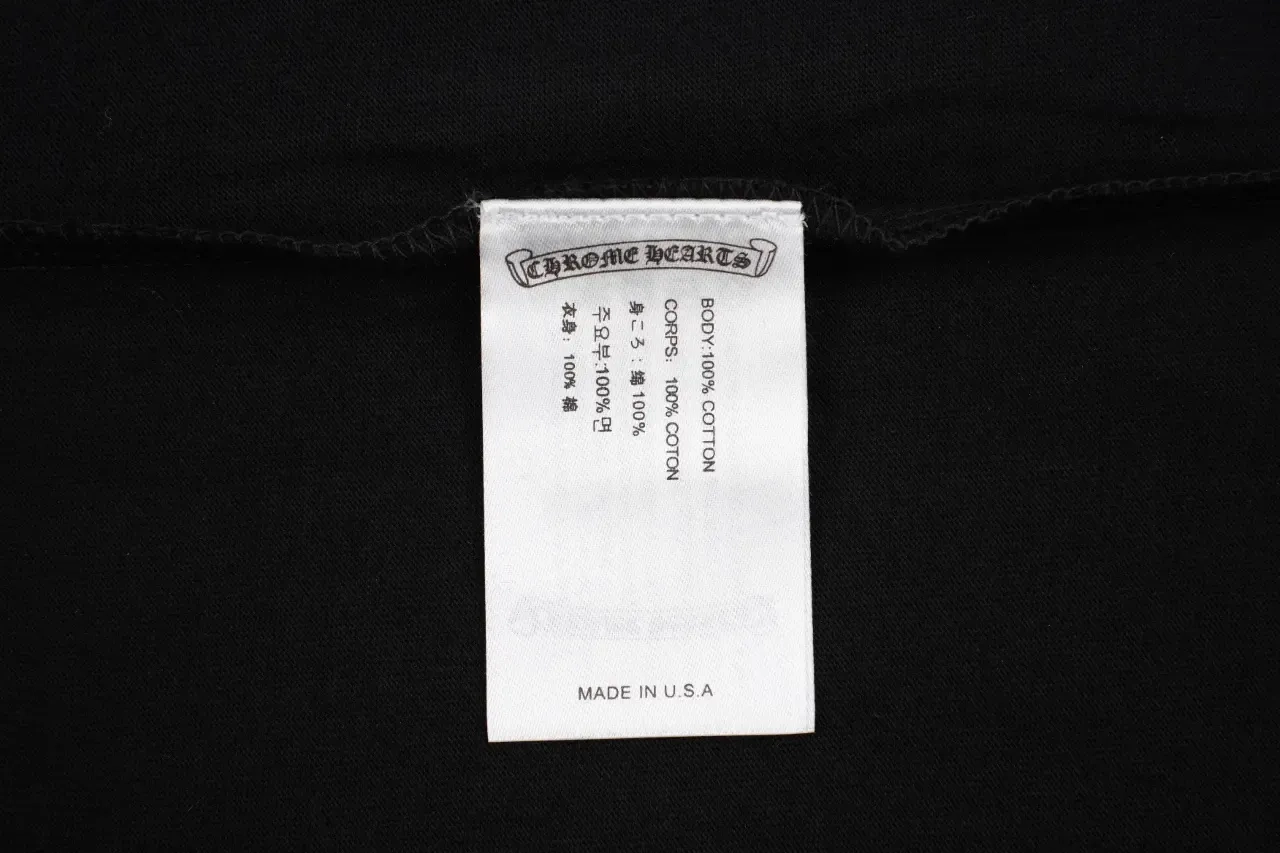 CHROME HEARTS
BODY:100% COTTON
CORPS: 100% COTON
身ころ：綿100%
주요부:100%면
衣身：100% 棉
MADE IN U.S.A